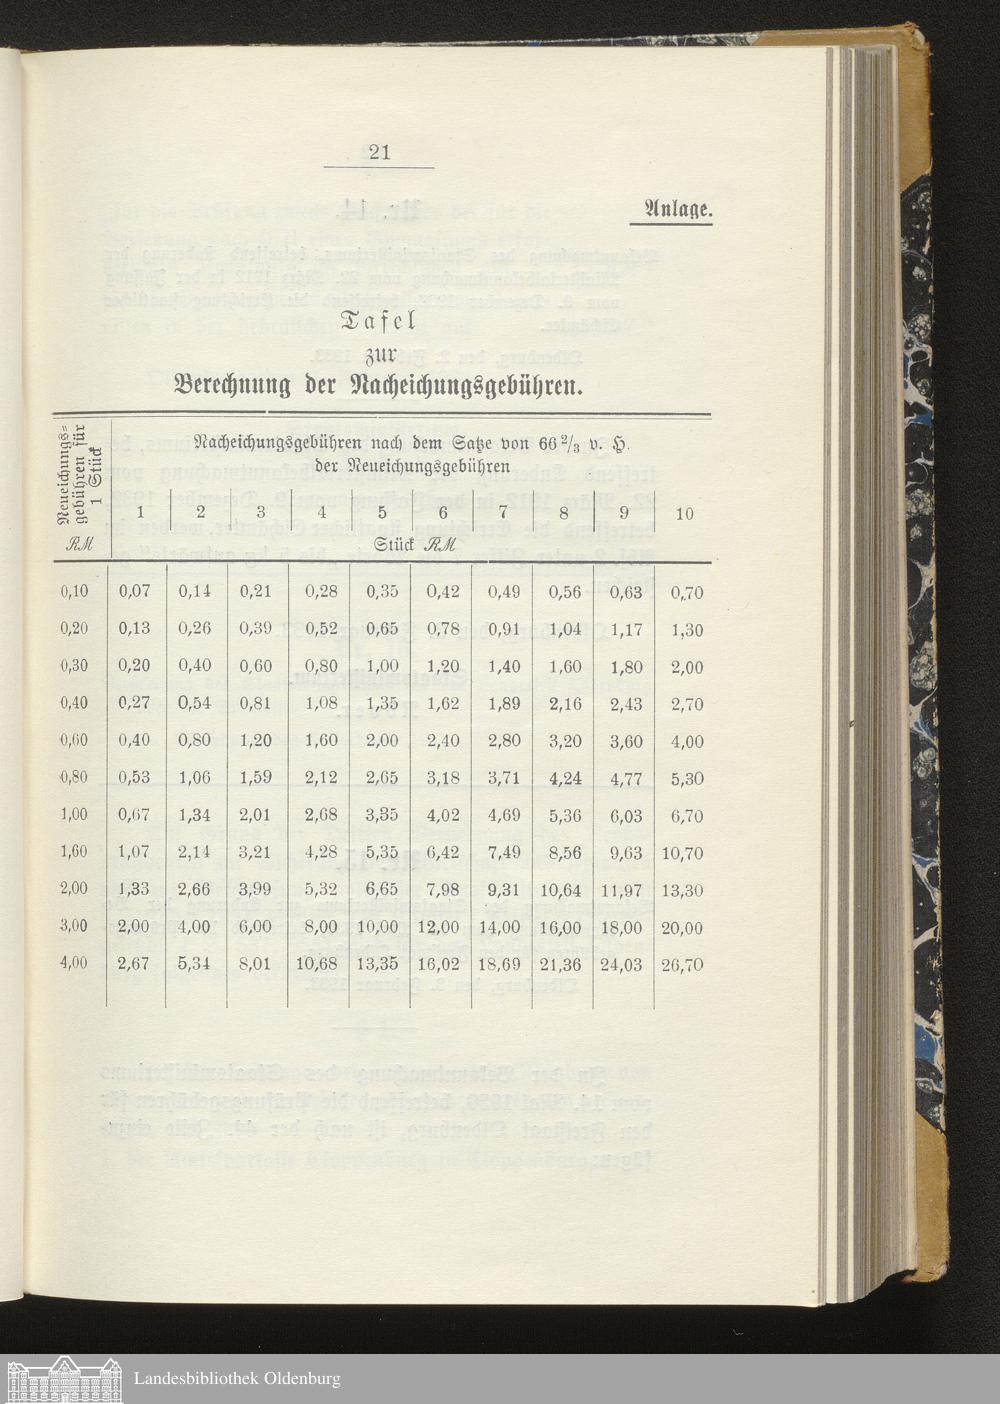 21
Anlage.
Tafel
zur
Berechnung der Nacheichungsgebühren.
Neueichungs-
gebühren für
1 Stück
RM
Nacheichungsgebühren nach dem Satze von 66 2/3 v. H.
der Neueichungsgebühren
1 2 3 4 5 6 7 8 9 10
Stück RM
0,10 0,07 0,14 0,21 0,28 0,35 0,42 0,49 0,56 0,63 0,70
0,20 0,13 0,26 0,39 0,52 0,65 0,78 0,91 1,04 1,17 1,30
0,30 0,20 0,40 0,60 0,80 1,00 1,20 1,40 1,60 1,80 2,00
0,40 0,27 0,54 0,81 1,08 1,35 1,62 1,89 2,16 2,43 2,70
0,60 0,40 0,80 1,20 1,60 2,00 2,40 2,80 3,20 3,60 4,00
0,80 0,53 1,06 1,59 2,12 2,65 3,18 3,71 4,24 4,77 5,30
1,00 0,67 1,34 2,01 2,68 3,35 4,02 4,69 5,36 6,03 6,70
1,60 1,07 2,14 3,21 4,28 5,35 6,42 7,49 8,56 9,63 10,70
2,00 1,33 2,66 3,99 5,32 6,65 7,98 9,31 10,64 11,97 13,30
3,00 2,00 4,00 6,00 8,00 10,00 12,00 14,00 16,00 18,00 20,00
4,00 2,67 5,34 8,01 10,68 13,35 16,02 18,69 21,36 24,03 26,70
Landesbibliothek Oldenburg